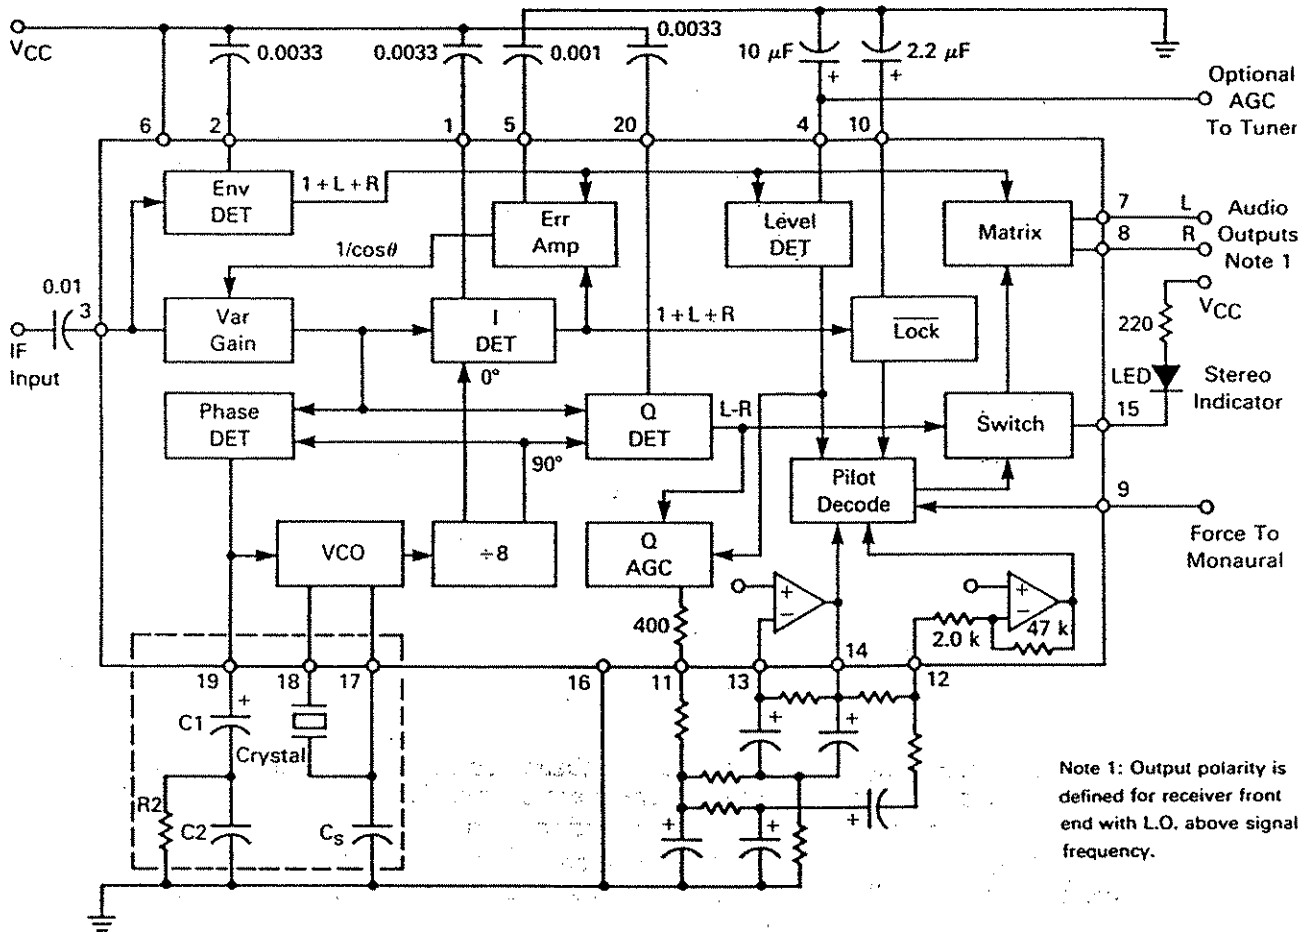 VCC
0.0033
0.0033
0.001
0.0033
10 μF
+
2.2 μF
+
Optional
AGC
To Tuner
6
2
1
5
20
4
10
Env
DET
1 + L + R
Err
Amp
1/cosθ
Level
DET
Matrix
7
L
8
R
Audio
Outputs
Note 1
VCC
0.01
3
IF
Input
Var
Gain
I
DET
0°
1 + L + R
Lock
220
LED
Stereo
Indicator
15
Phase
DET
Q
DET
90°
L-R
Switch
Pilot
Decode
9
Force To
Monaural
VCO
÷8
Q
AGC
400
+
−
+
−
2.0 k
47 k
19
18
17
16
11
13
14
12
C1
+
Crystal
R2
C2
CS
+
+
+
+
+
Note 1: Output polarity is
defined for receiver front
end with L.O. above signal
frequency.